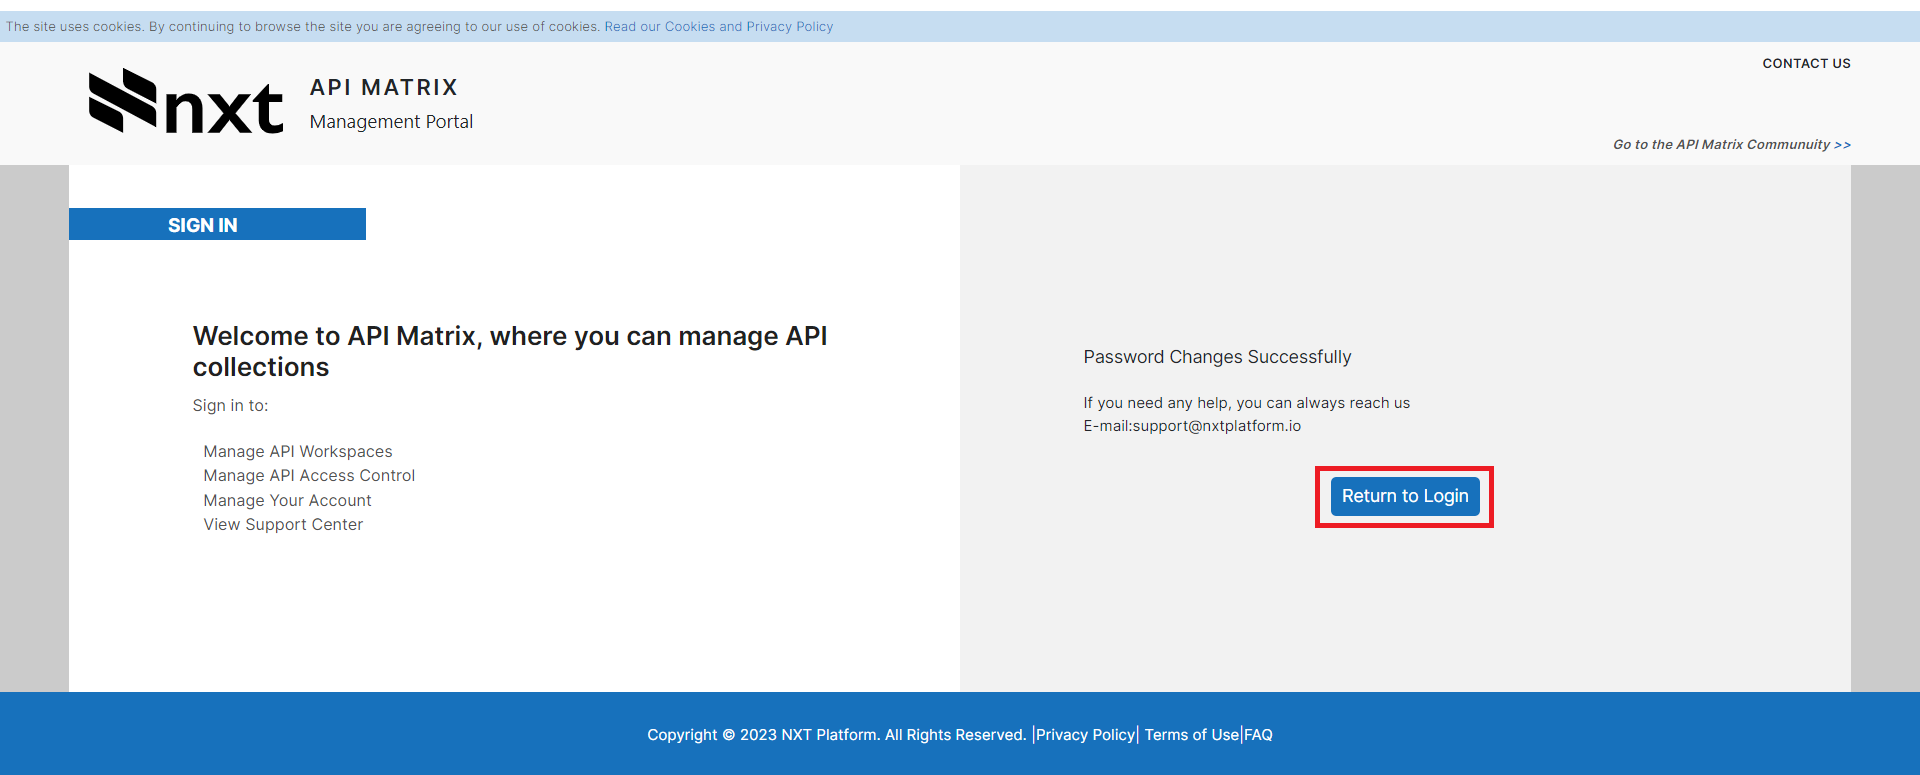 The site uses cookies. By continuing to browse the site you are agreeing to our use of cookies. Read our Cookies and Privacy Policy
CONTACT US
nxt
API MATRIX
Management Portal
Go to the API Matrix Communuity >>
SIGN IN
Welcome to API Matrix, where you can manage API
collections
Sign in to:
Manage API Workspaces
Manage API Access Control
Manage Your Account
View Support Center
Password Changes Successfully
If you need any help, you can always reach us
E-mail:support@nxtplatform.io
Return to Login
Copyright © 2023 NXT Platform. All Rights Reserved. |Privacy Policy| Terms of Use|FAQ